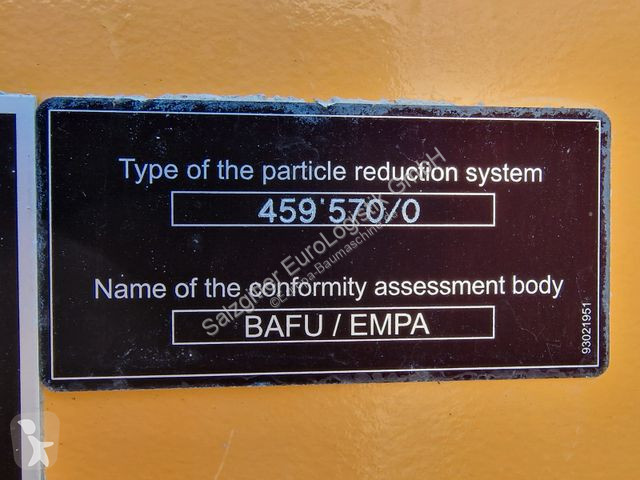 Type of the particle reduction system
459'570/0
Name of the conformity assessment body
BAFU / EMPA
93021951
Salzgitter EuroLogistik GmbH